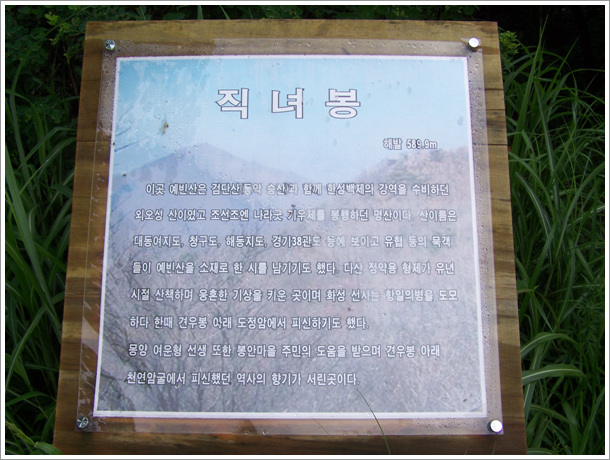 직녀봉
해발 589.9m
이곳 예빈산은 검단산(동악 숭산)과 함께 한성백제의 강역을 수비하던
외오성 산이였고 조선조엔 나라굿 기우제를 봉행하던 명산이다. 산이름은
대동여지도, 청구도, 해동지도, 경기38관도 등에 보이고 유협 등의 묵객
들이 예빈산을 소재로 한 시를 남기기도 했다. 다산 정약용 형제가 유년
시절 산책하며 웅혼한 기상을 키운 곳이며 화성 선사는 항일의병을 도모
하다 한때 견우봉 아래 도정암에서 피신하기도 했다.
몽양 여운형 선생 또한 봉안마을 주민의 도움을 받으며 견우봉 아래
천연암굴에서 피신했던 역사의 향기가 서린곳이다.